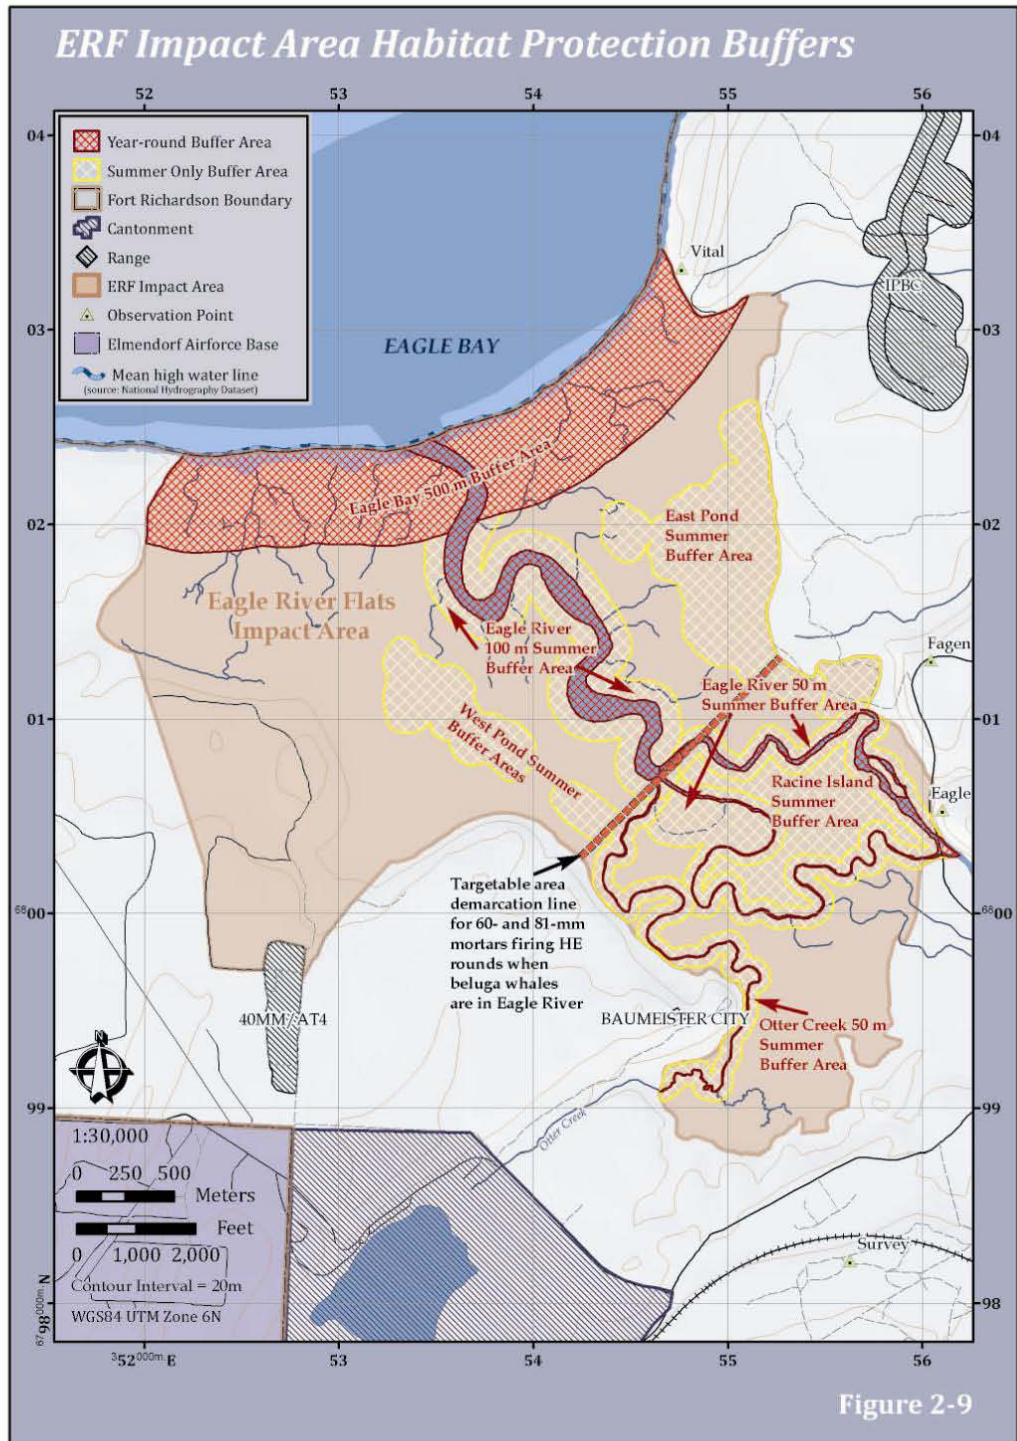 ERF Impact Area Habitat Protection Buffers
52 53 54 55 56
04 04
Year-round Buffer Area
Summer Only Buffer Area
Fort Richardson Boundary
Cantonment
Range
ERF Impact Area
Observation Point
Elmendorf Airforce Base
Mean high water line
(source: National Hydrography Dataset)
Vital
IPBC
03 03
EAGLE BAY
Eagle Bay 500 m Buffer Area
02 02
East Pond
Summer
Buffer Area
Eagle River Flats
Impact Area
Eagle River
100 m Summer
Buffer Area
Fagen
Eagle River 50 m
Summer Buffer Area
01 01
West Pond Summer
Buffer Areas
Racine Island
Summer
Buffer Area
Eagle
Targetable area
demarcation line
for 60- and 81-mm
mortars firing HE
rounds when
beluga whales
are in Eagle River
6800 6800
40MM/AT4
BAUMEISTER CITY
Otter Creek 50 m
Summer
Buffer Area
N
99 99
Otter Creek
1:30,000
0 250 500
Meters
Feet
0 1,000 2,000
Contour Interval = 20m
WGS84 UTM Zone 6N
Survey
6798000m. N 98
352000m. E 53 54 55 56
Figure 2-9